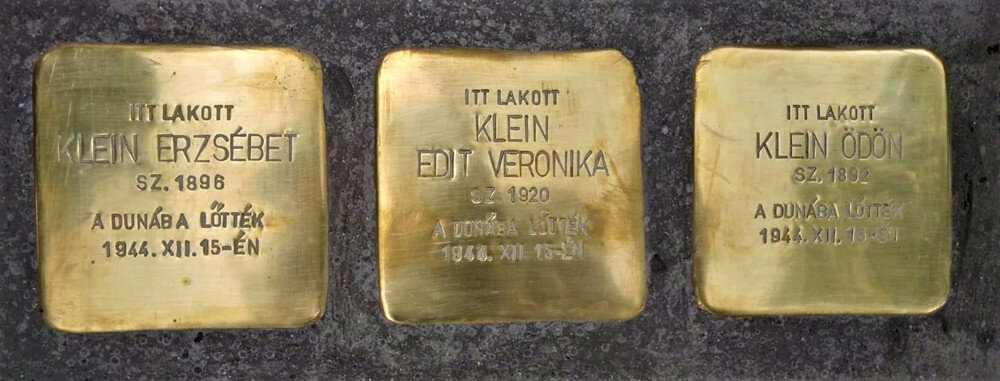 ITT LAKOTT
KLEIN ERZSÉBET
SZ. 1896
A DUNÁBA LŐTTÉK
1944. XII. 15-ÉN
ITT LAKOTT
KLEIN
EDIT VERONIKA
SZ. 1920
A DUNÁBA LŐTTÉK
1944. XII. 15-ÉN
ITT LAKOTT
KLEIN ÖDÖN
SZ. 1892
A DUNÁBA LŐTTÉK
1944. XII. 15-ÉN